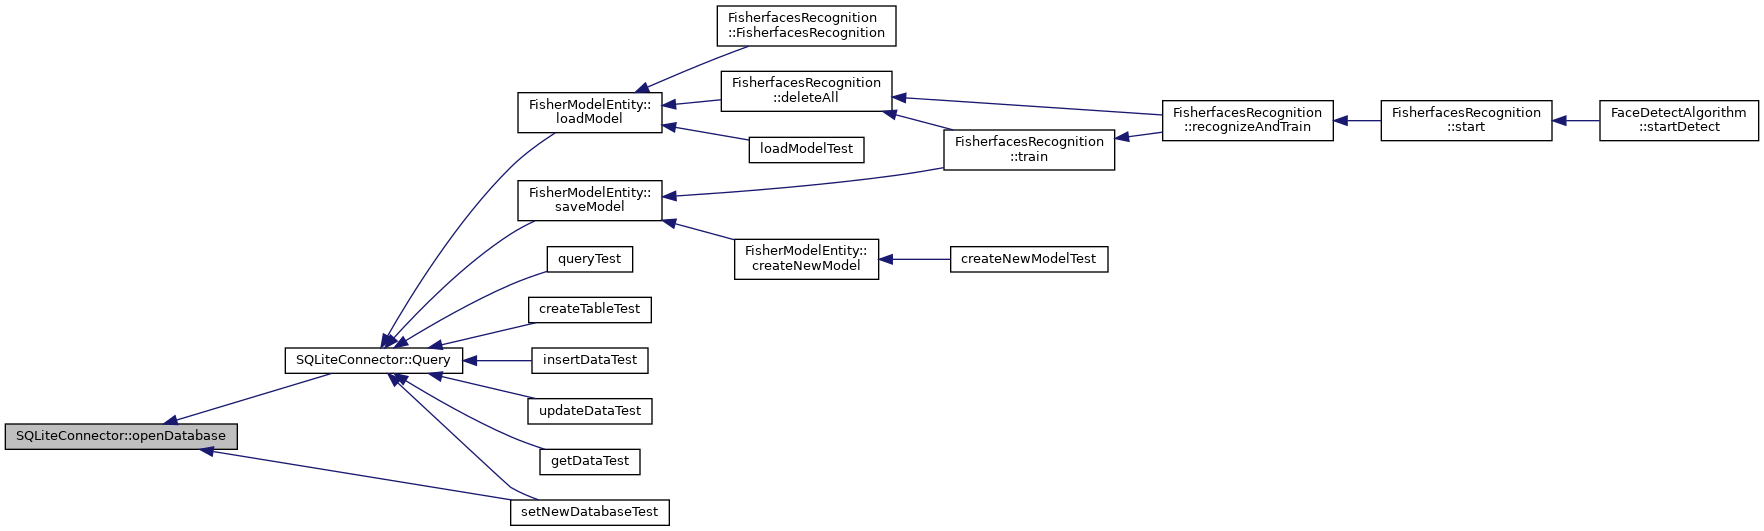 FisherfacesRecognition
::FisherfacesRecognition
FisherfacesRecognition
::deleteAll
FisherModelEntity::
loadModel
FisherfacesRecognition
::recognizeAndTrain
FisherfacesRecognition
::start
FaceDetectAlgorithm
::startDetect
loadModelTest
FisherfacesRecognition
::train
FisherModelEntity::
saveModel
queryTest
FisherModelEntity::
createNewModel
createNewModelTest
createTableTest
SQLiteConnector::Query
insertDataTest
updateDataTest
SQLiteConnector::openDatabase
getDataTest
setNewDatabaseTest